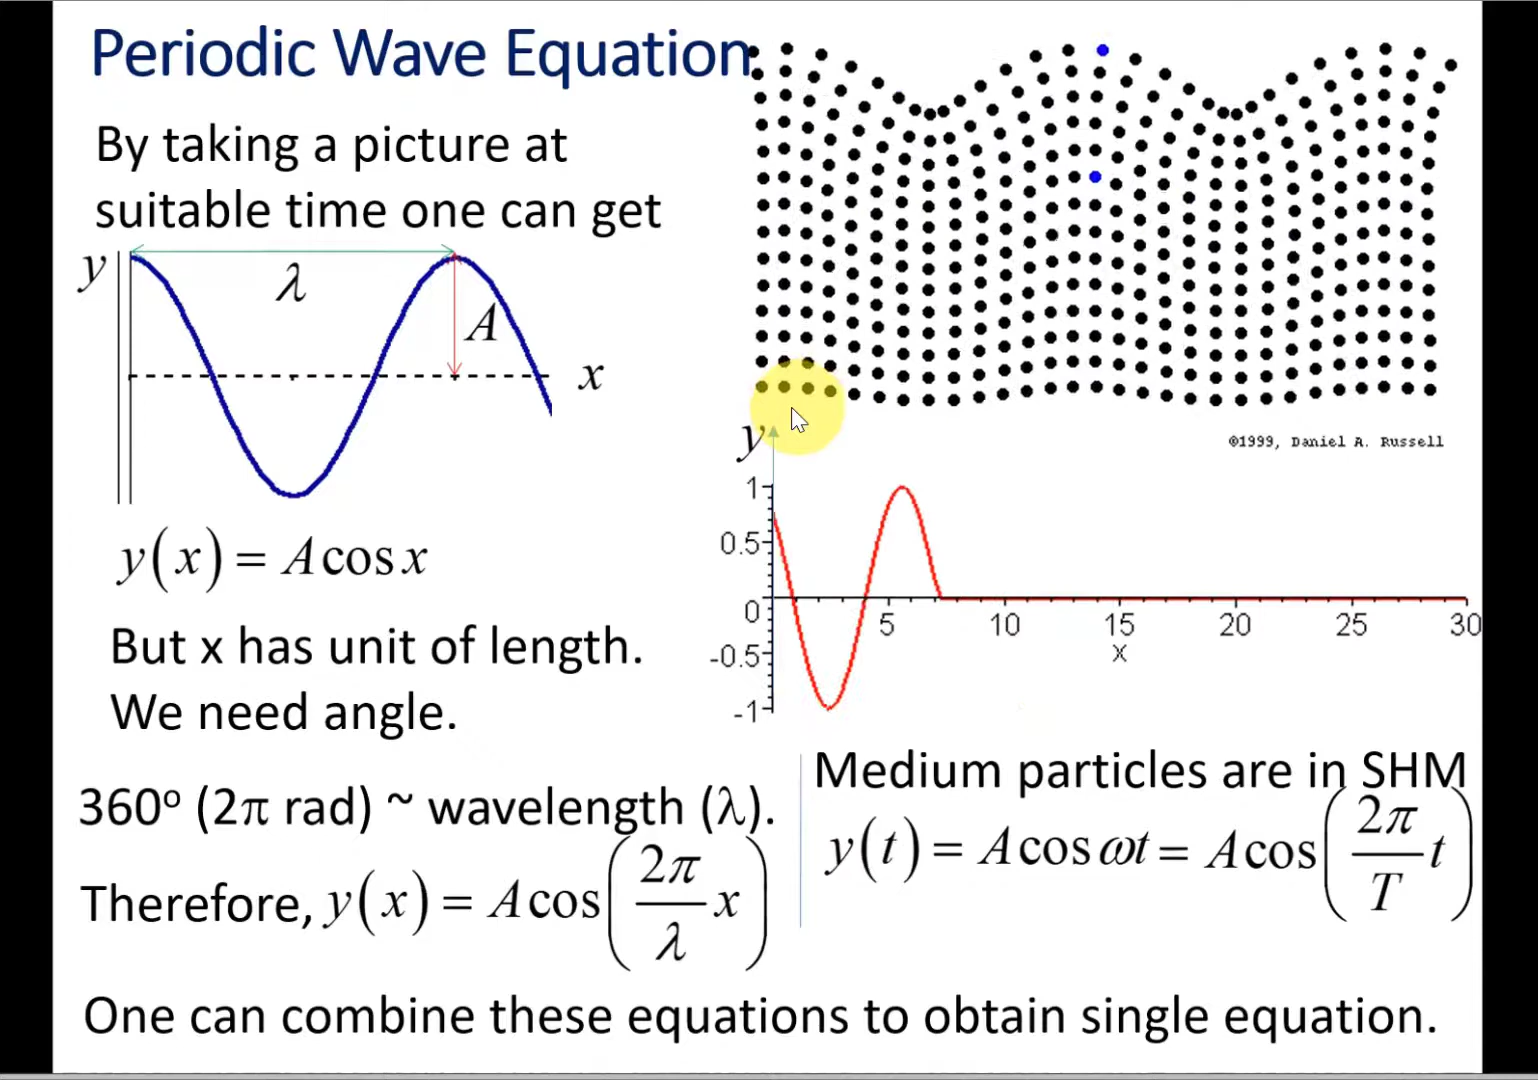 Periodic Wave Equation
By taking a picture at
suitable time one can get
y
λ
A
x
y(x) = A cos x
But x has unit of length.
We need angle.
360° (2π rad) ~ wavelength (λ).
Therefore, y(x) = A cos(2π/λ x)
©1999, Daniel A. Russell
y
1
0.5
0
-0.5
-1
5 10 15 20 25 30
x
Medium particles are in SHM
y(t) = A cos ωt = A cos(2π/T t)
One can combine these equations to obtain single equation.